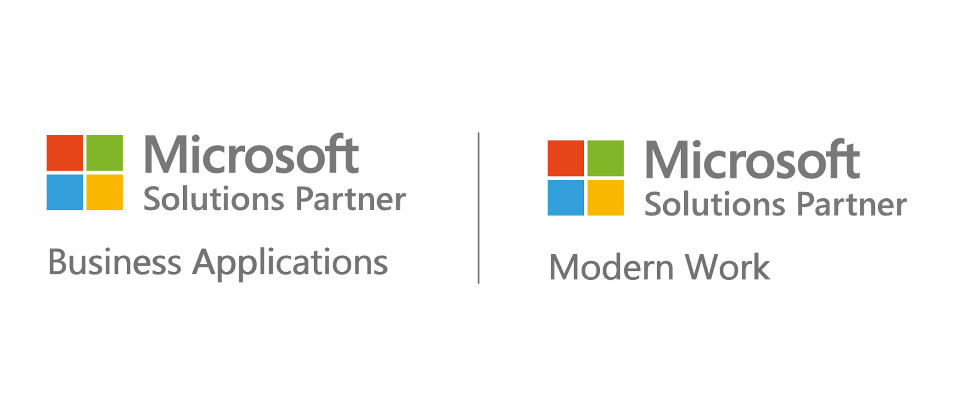 Microsoft
Solutions Partner
Business Applications
Microsoft
Solutions Partner
Modern Work